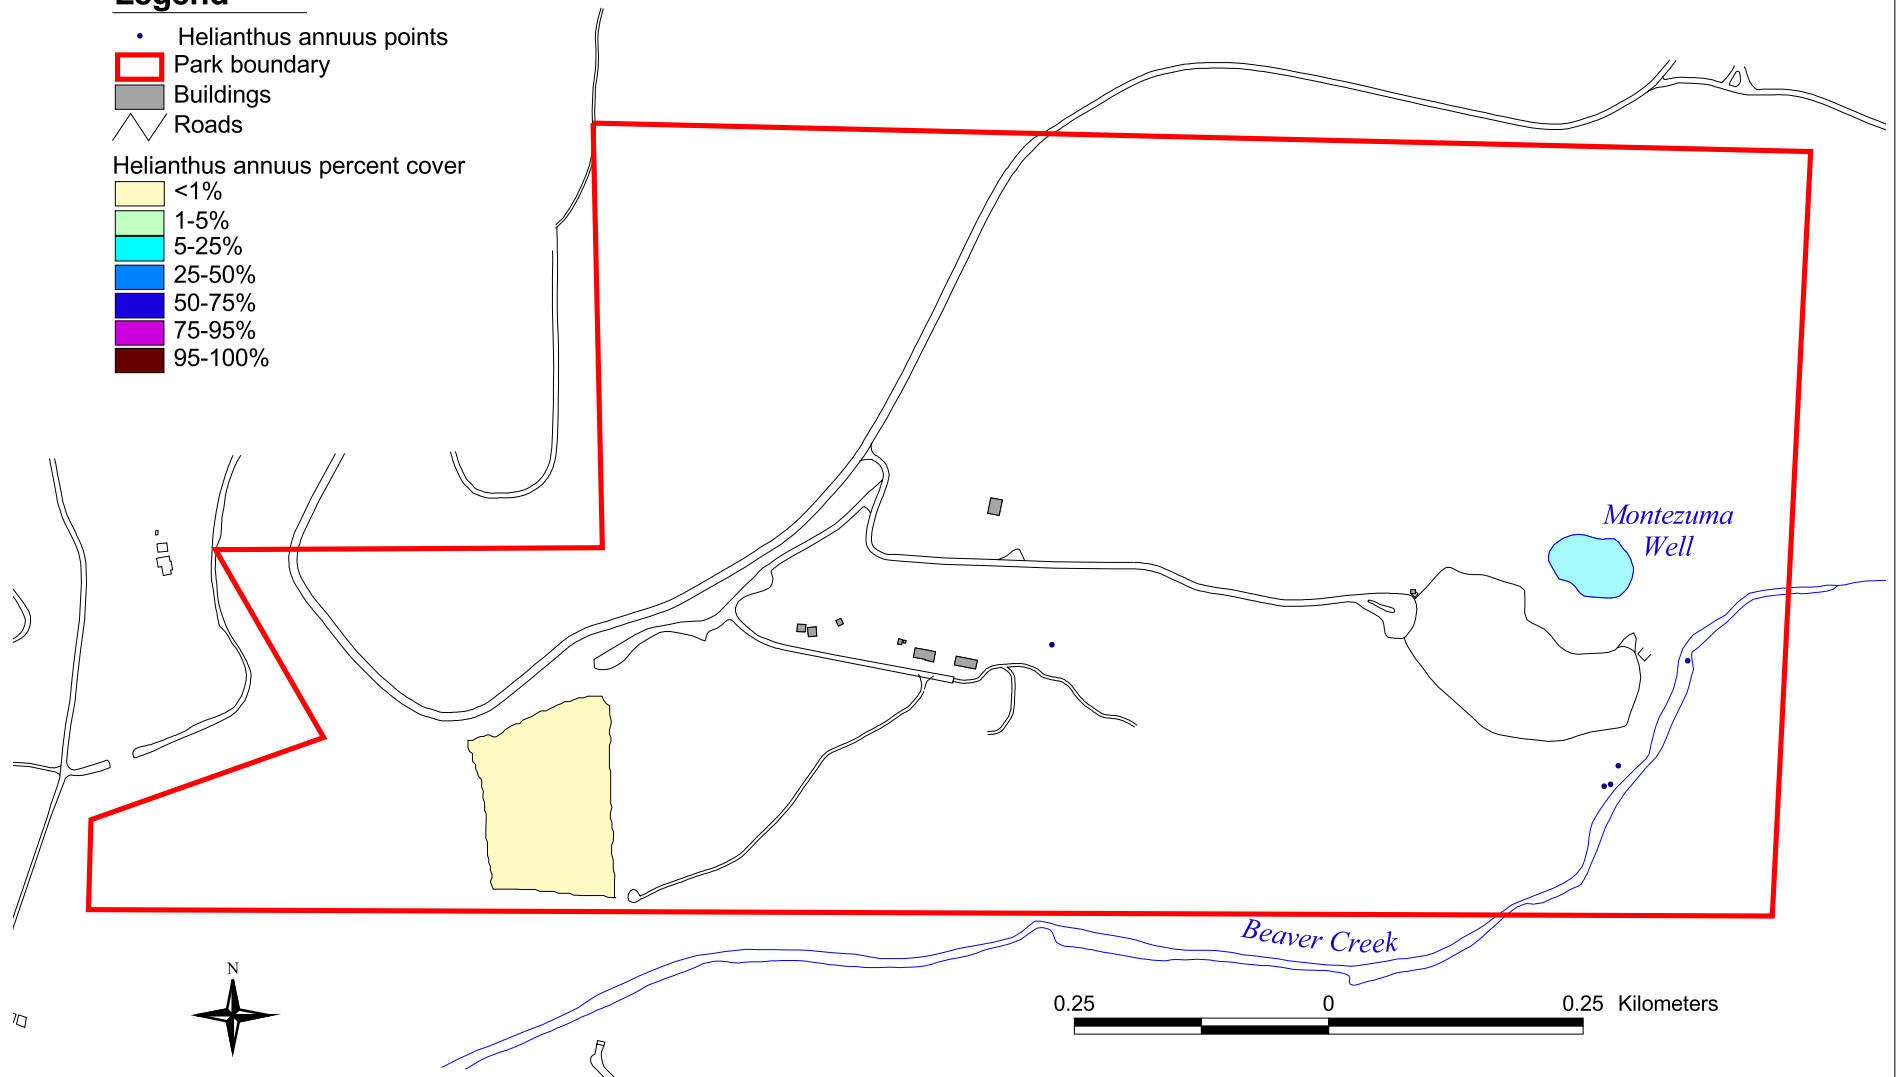 Legend
Helianthus annuus points
Park boundary
Buildings
Roads
Helianthus annuus percent cover
<1%
1-5%
5-25%
25-50%
50-75%
75-95%
95-100%
Montezuma
Well
Beaver Creek
N
0.25 0 0.25 Kilometers